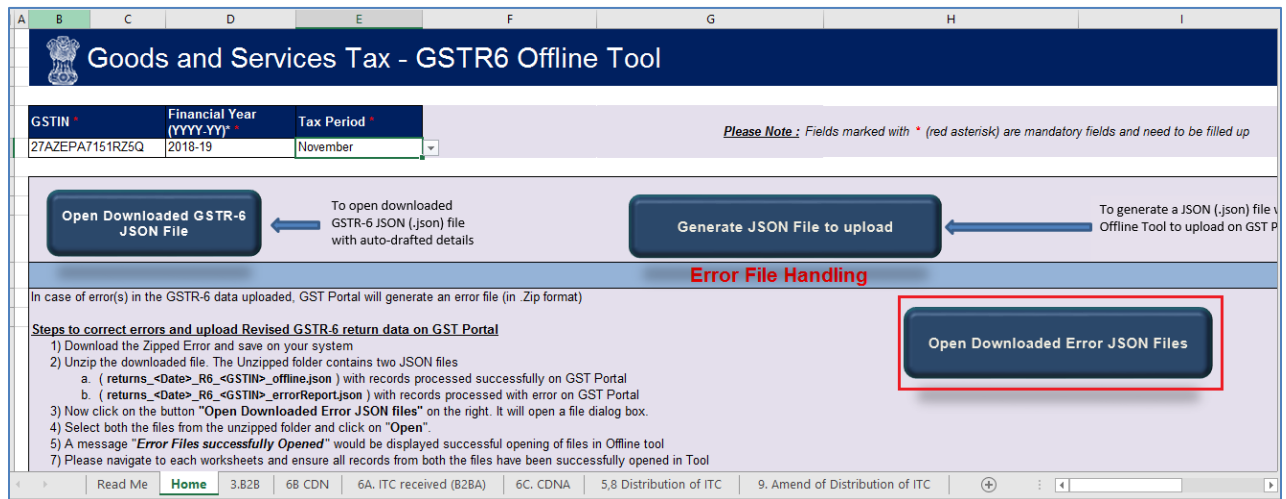 A B C D E F G H I
Goods and Services Tax - GSTR6 Offline Tool
GSTIN * Financial Year (YYYY-YY)* * Tax Period *
27AZEPA7151RZ5Q 2018-19 November
Please Note : Fields marked with * (red asterisk) are mandatory fields and need to be filled up
Open Downloaded GSTR-6
JSON File
To open downloaded
GSTR-6 JSON (.json) file
with auto-drafted details
Generate JSON File to upload
To generate a JSON (.json) file
Offline Tool to upload on GST P
Error File Handling
In case of error(s) in the GSTR-6 data uploaded, GST Portal will generate an error file (in .Zip format)
Steps to correct errors and upload Revised GSTR-6 return data on GST Portal
1) Download the Zipped Error and save on your system
2) Unzip the downloaded file. The Unzipped folder contains two JSON files
a. ( returns_<Date>_R6_<GSTIN>_offline.json ) with records processed successfully on GST Portal
b. ( returns_<Date>_R6_<GSTIN>_errorReport.json ) with records processed with error on GST Portal
3) Now click on the button "Open Downloaded Error JSON files" on the right. It will open a file dialog box.
4) Select both the files from the unzipped folder and click on "Open".
5) A message "Error Files successfully Opened" would be displayed successful opening of files in Offline tool
7) Please navigate to each worksheets and ensure all records from both the files have been successfully opened in Tool
Open Downloaded Error JSON Files
Read Me Home 3.B2B 6B CDN 6A. ITC received (B2BA) 6C. CDNA 5,8 Distribution of ITC 9. Amend of Distribution of ITC